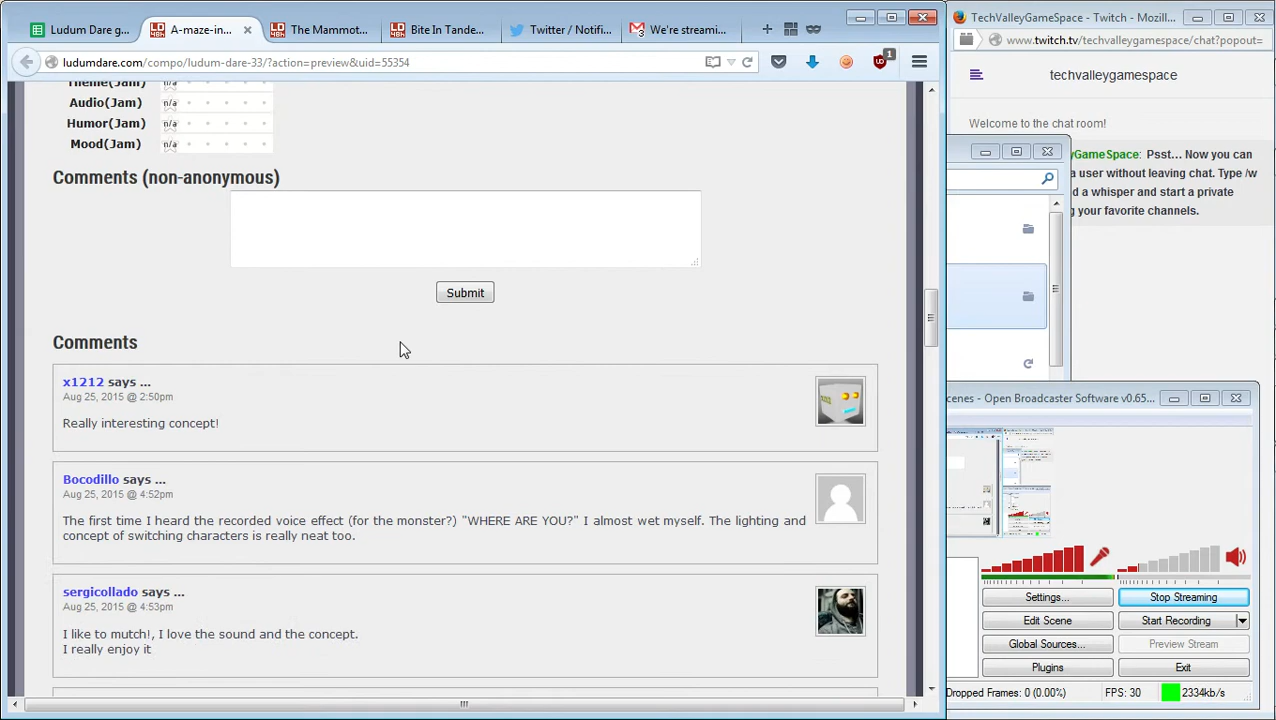 Ludum Dare g...
A-maze-in...
The Mammot...
Bite In Tande...
Twitter / Notifi...
We're streami...
ludumdare.com/compo/ludumdare-33/?action=preview&uid=55354
1
Theme(Jam)
n/a
Audio(Jam)
n/a
Humor(Jam)
n/a
Mood(Jam)
n/a
Comments (non-anonymous)
Submit
Comments
x1212 says ...
Aug 25, 2015 @ 2:50pm
Really interesting concept!
Bocodillo says ...
Aug 25, 2015 @ 4:52pm
The first time I heard the recorded voice effect (for the monster?) "WHERE ARE YOU?" I almost wet myself. The lighting and
concept of switching characters is really neat too.
sergicollado says ...
Aug 25, 2015 @ 4:53pm
I like to mutch!, I love the sound and the concept.
I really enjoy it
TechValleyGameSpace - Twitch - Mozill...
www.twitch.tv/techvalleygamespace/chat?popout=
techvalleygamespace
Welcome to the chat room!
yGameSpace: Psst... Now you can
a user without leaving chat. Type /w
d a whisper and start a private
g your favorite channels.
cenes - Open Broadcaster Software v0.65...
Settings...
Stop Streaming
Edit Scene
Start Recording
Global Sources...
Preview Stream
Plugins
Exit
Dropped Frames: 0 (0.00%)
FPS: 30
2334kb/s